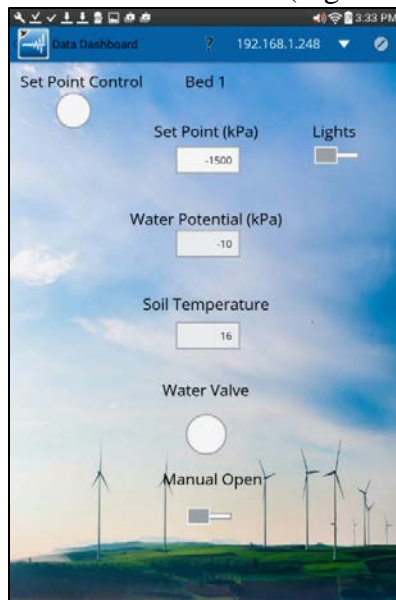 3:33 PM
Data Dashboard ? 192.168.1.248
Set Point Control Bed 1
Set Point (kPa) Lights
-1500
Water Potential (kPa)
-10
Soil Temperature
16
Water Valve
Manual Open